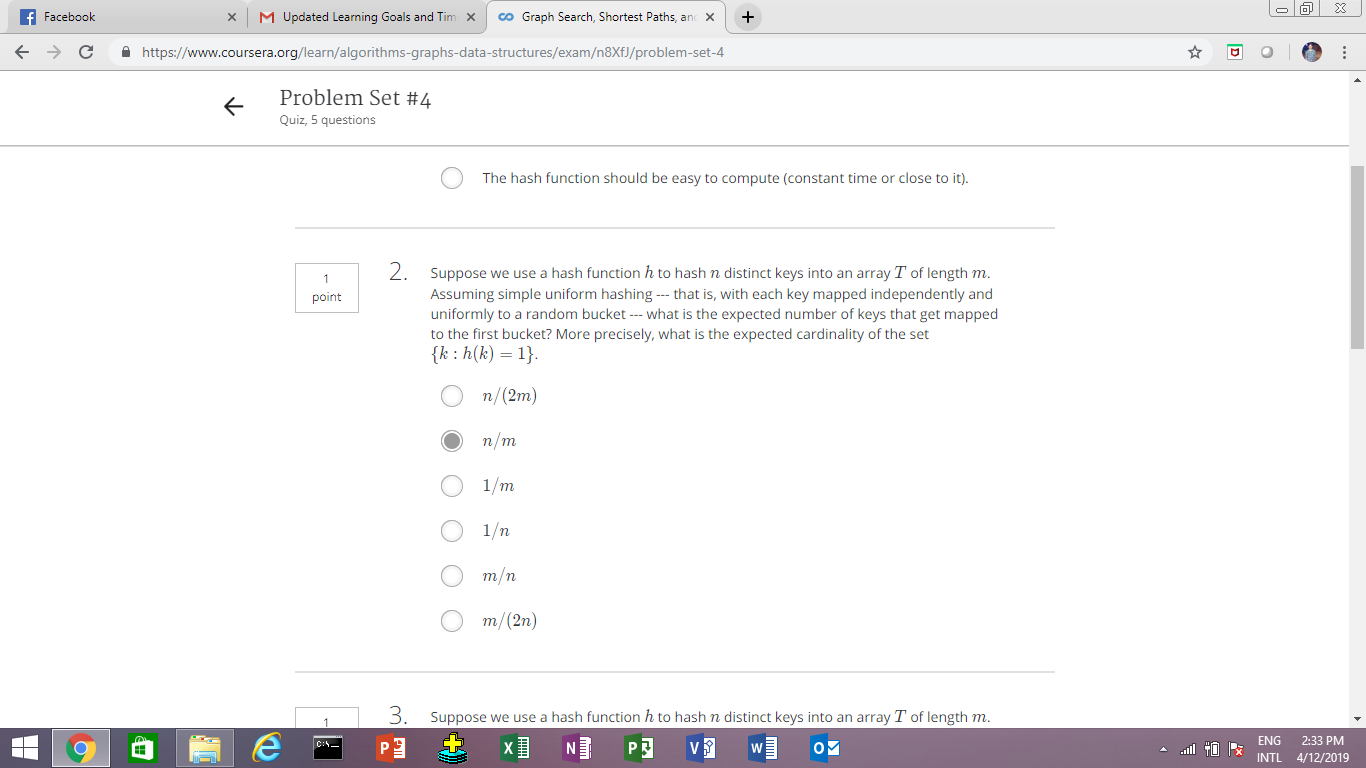 Facebook
Updated Learning Goals and Tim
Graph Search, Shortest Paths, an
https://www.coursera.org/learn/algorithms-graphs-data-structures/exam/n8XfJ/problem-set-4
Problem Set #4
Quiz, 5 questions
The hash function should be easy to compute (constant time or close to it).
1
point
2.
Suppose we use a hash function h to hash n distinct keys into an array T of length m.
Assuming simple uniform hashing --- that is, with each key mapped independently and
uniformly to a random bucket --- what is the expected number of keys that get mapped
to the first bucket? More precisely, what is the expected cardinality of the set
{k : h(k) = 1}.
n/(2m)
n/m
1/m
1/n
m/n
m/(2n)
1
3.
Suppose we use a hash function h to hash n distinct keys into an array T of length m.
ENG
2:33 PM
INTL
4/12/2019